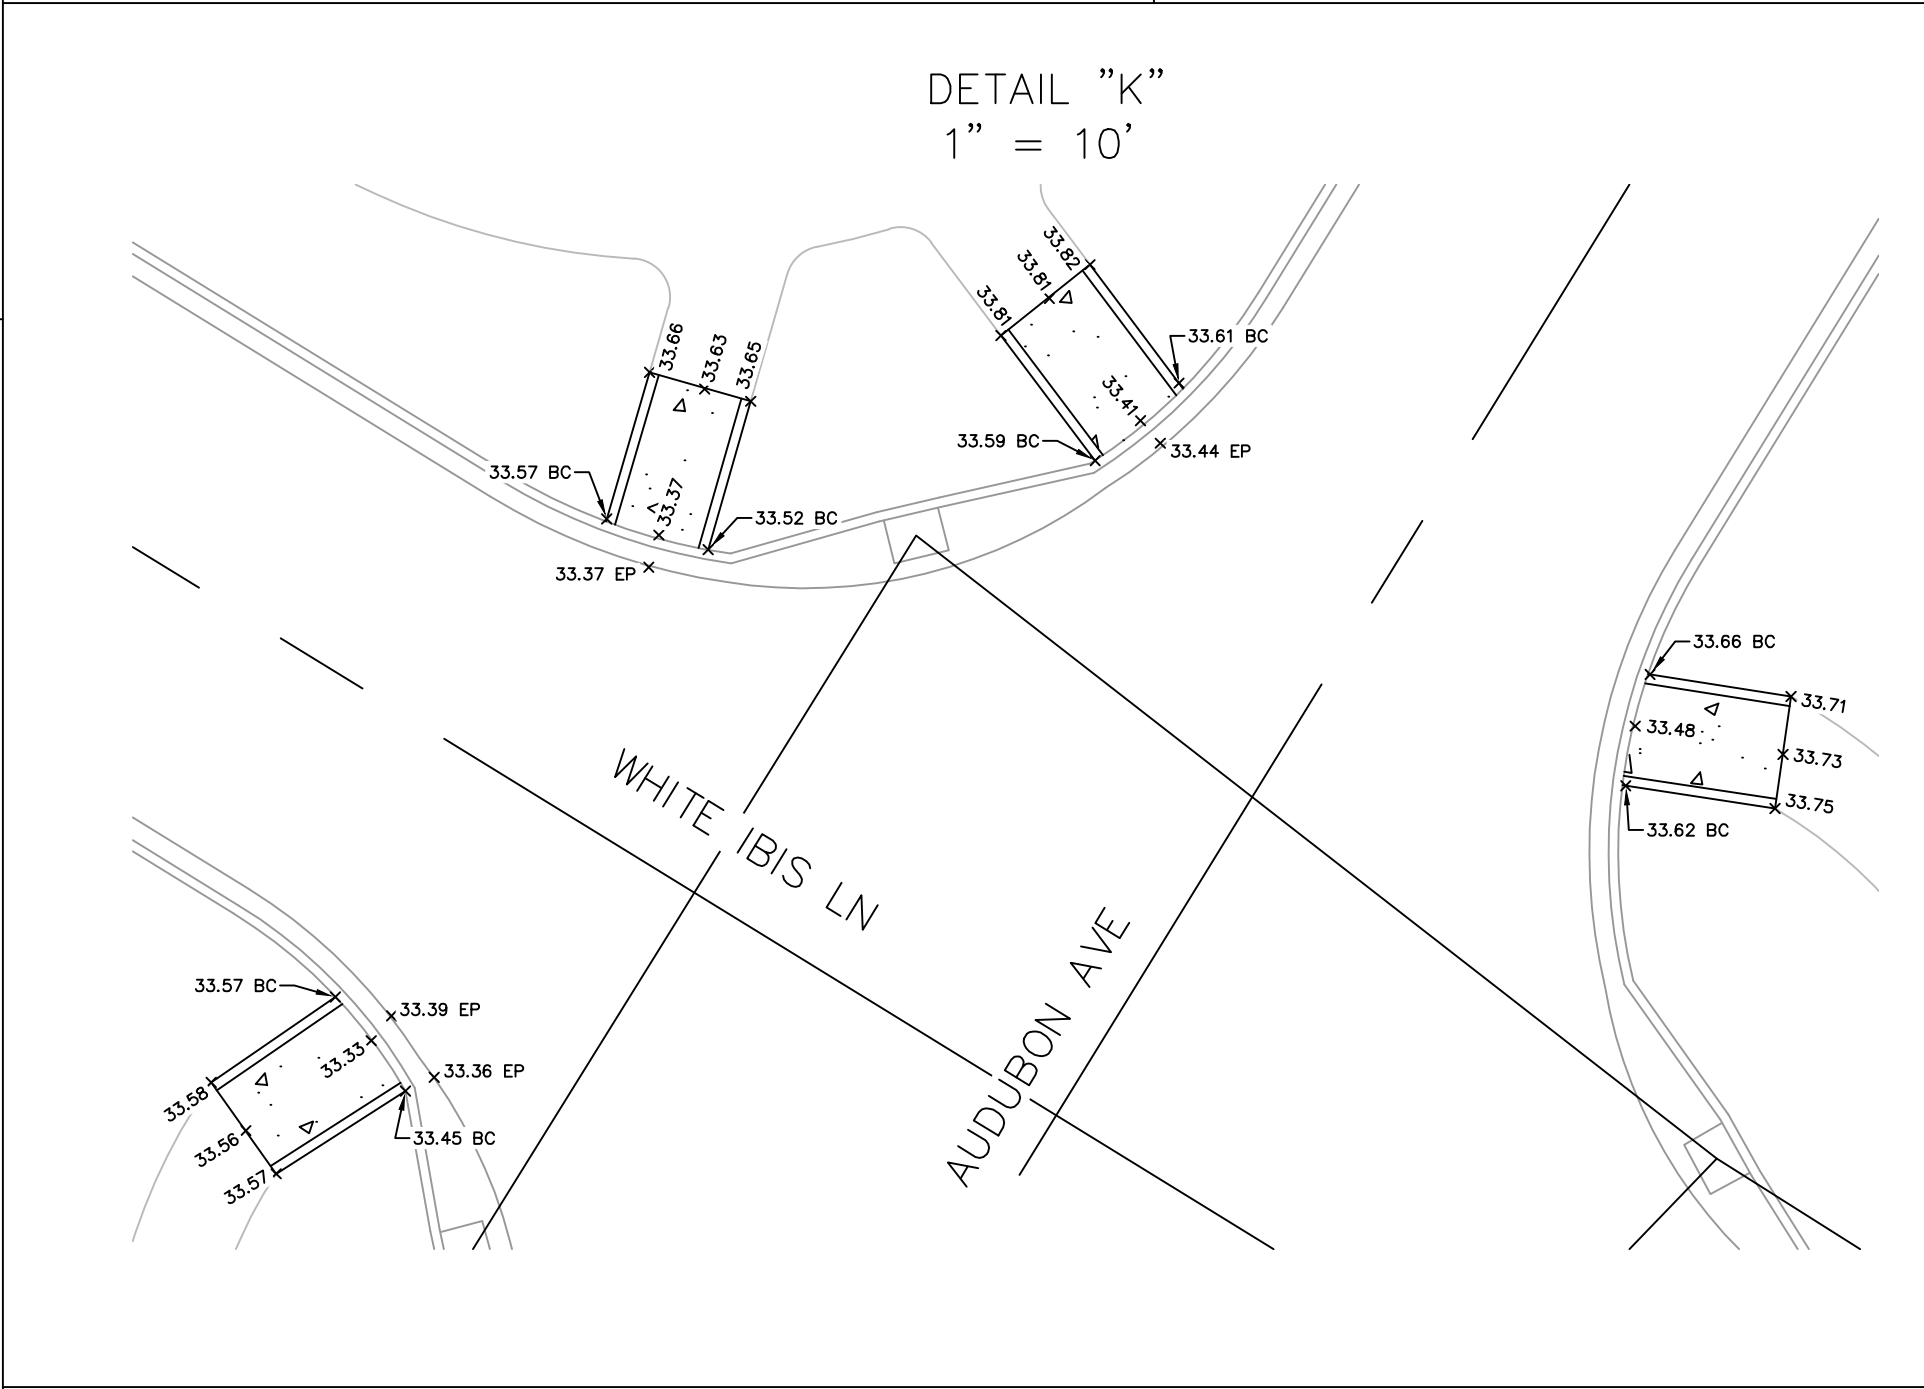 DETAIL "K"
1" = 10'
33.82
33.81
33.81
33.61 BC
33.66
33.63
33.65
33.41
33.59 BC
33.44 EP
33.57 BC
33.37
33.52 BC
33.37 EP
33.66 BC
33.71
33.48
33.73
33.75
33.62 BC
WHITE IBIS LN
AUDUBON AVE
33.57 BC
33.39 EP
33.33
33.36 EP
33.58
33.56
33.45 BC
33.57